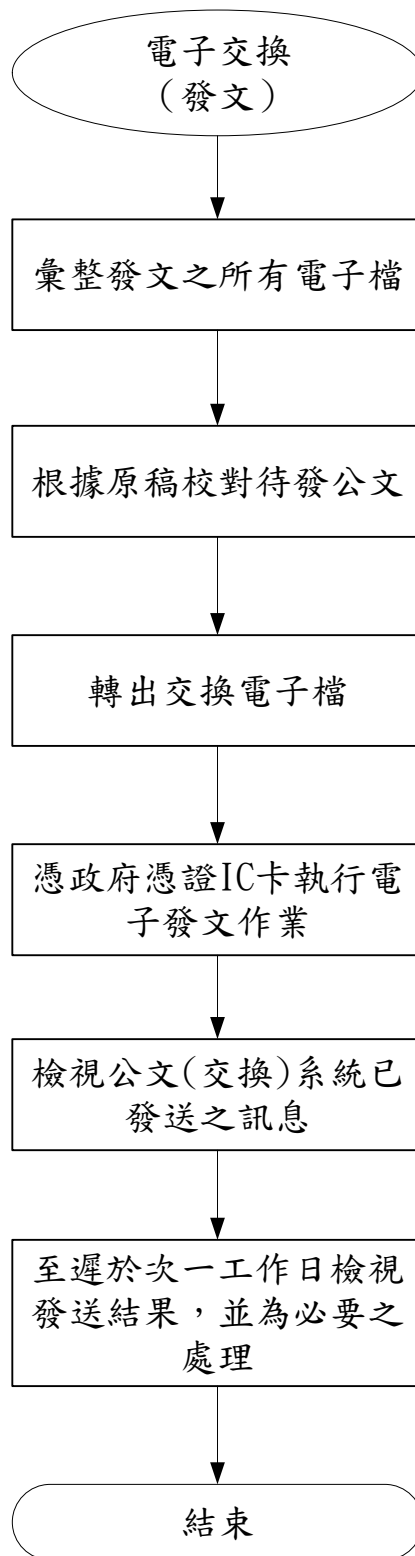 電子交換
（發文）
彙整發文之所有電子檔
根據原稿校對待發公文
轉出交換電子檔
憑政府憑證IC卡執行電
子發文作業
檢視公文(交換)系統已
發送之訊息
至遲於次一工作日檢視
發送結果，並為必要之
處理
結束